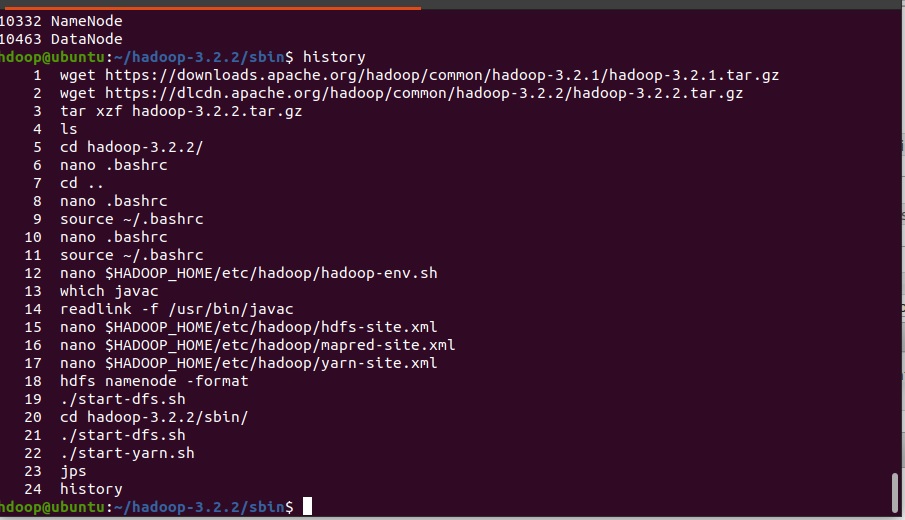 10332 NameNode
10463 DataNode
hdoop@ubuntu:~/hadoop-3.2.2/sbin$ history
1 wget https://downloads.apache.org/hadoop/common/hadoop-3.2.1/hadoop-3.2.1.tar.gz
2 wget https://dlcdn.apache.org/hadoop/common/hadoop-3.2.2/hadoop-3.2.2.tar.gz
3 tar xzf hadoop-3.2.2.tar.gz
4 ls
5 cd hadoop-3.2.2/
6 nano .bashrc
7 cd ..
8 nano .bashrc
9 source ~/.bashrc
10 nano .bashrc
11 source ~/.bashrc
12 nano $HADOOP_HOME/etc/hadoop/hadoop-env.sh
13 which javac
14 readlink -f /usr/bin/javac
15 nano $HADOOP_HOME/etc/hadoop/hdfs-site.xml
16 nano $HADOOP_HOME/etc/hadoop/mapred-site.xml
17 nano $HADOOP_HOME/etc/hadoop/yarn-site.xml
18 hdfs namenode -format
19 ./start-dfs.sh
20 cd hadoop-3.2.2/sbin/
21 ./start-dfs.sh
22 ./start-yarn.sh
23 jps
24 history
hdoop@ubuntu:~/hadoop-3.2.2/sbin$